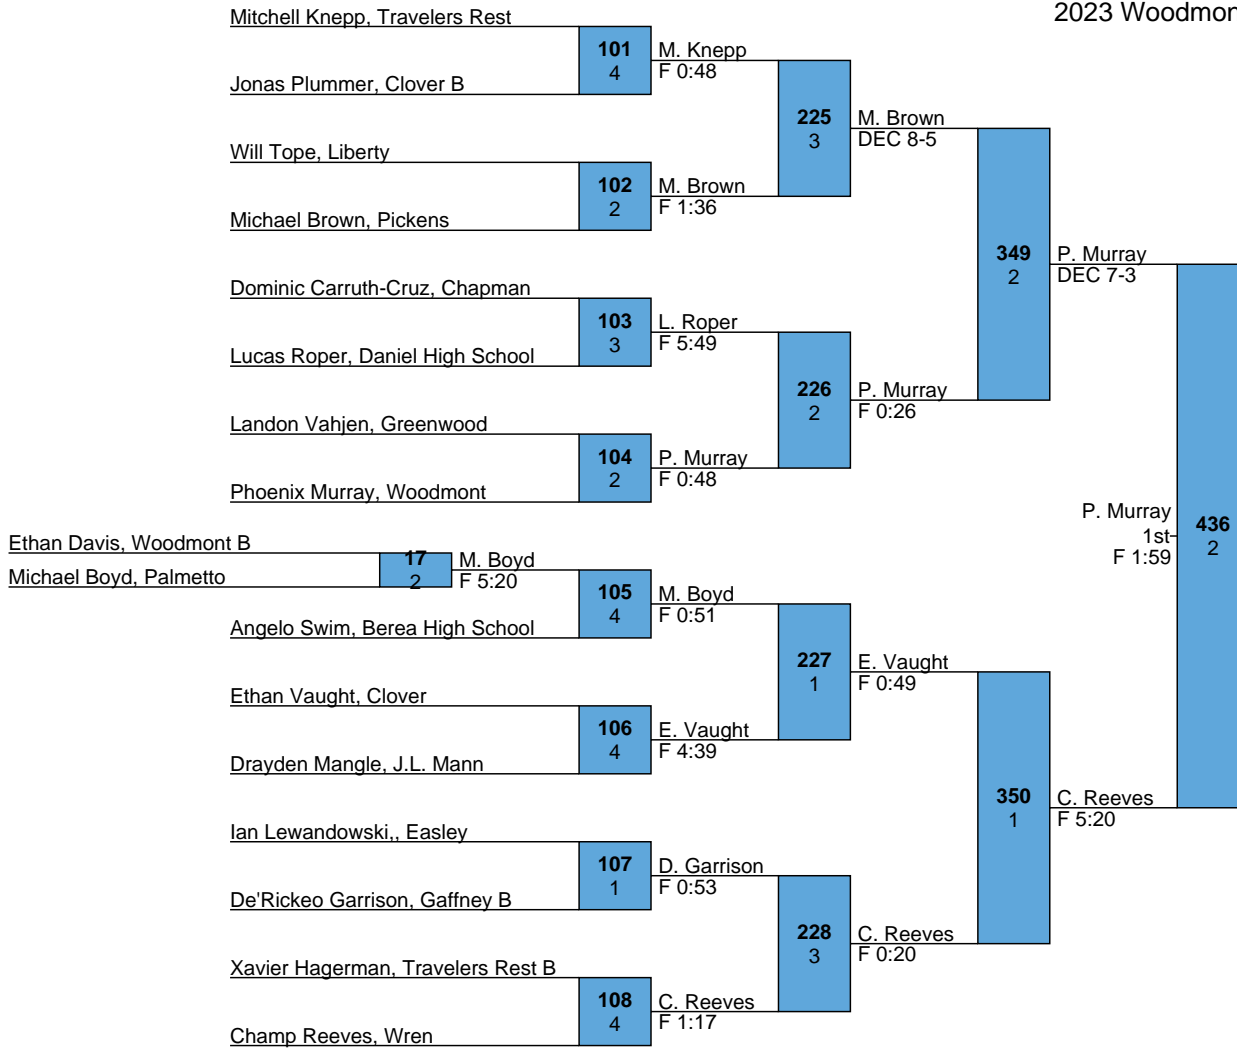 2023 Woodmon
Mitchell Knepp, Travelers Rest
101
4
M. Knepp
F 0:48
Jonas Plummer, Clover B
225
3
M. Brown
DEC 8-5
Will Tope, Liberty
102
2
M. Brown
F 1:36
Michael Brown, Pickens
349
2
P. Murray
DEC 7-3
Dominic Carruth-Cruz, Chapman
103
3
L. Roper
F 5:49
Lucas Roper, Daniel High School
226
2
P. Murray
F 0:26
Landon Vahjen, Greenwood
104
2
P. Murray
F 0:48
Phoenix Murray, Woodmont
P. Murray
1st
F 1:59
436
2
Ethan Davis, Woodmont B
17
2
M. Boyd
F 5:20
Michael Boyd, Palmetto
105
4
M. Boyd
F 0:51
Angelo Swim, Berea High School
227
1
E. Vaught
F 0:49
Ethan Vaught, Clover
106
4
E. Vaught
F 4:39
Drayden Mangle, J.L. Mann
350
1
C. Reeves
F 5:20
Ian Lewandowski,, Easley
107
1
D. Garrison
F 0:53
De'Rickeo Garrison, Gaffney B
228
3
C. Reeves
F 0:20
Xavier Hagerman, Travelers Rest B
108
4
C. Reeves
F 1:17
Champ Reeves, Wren